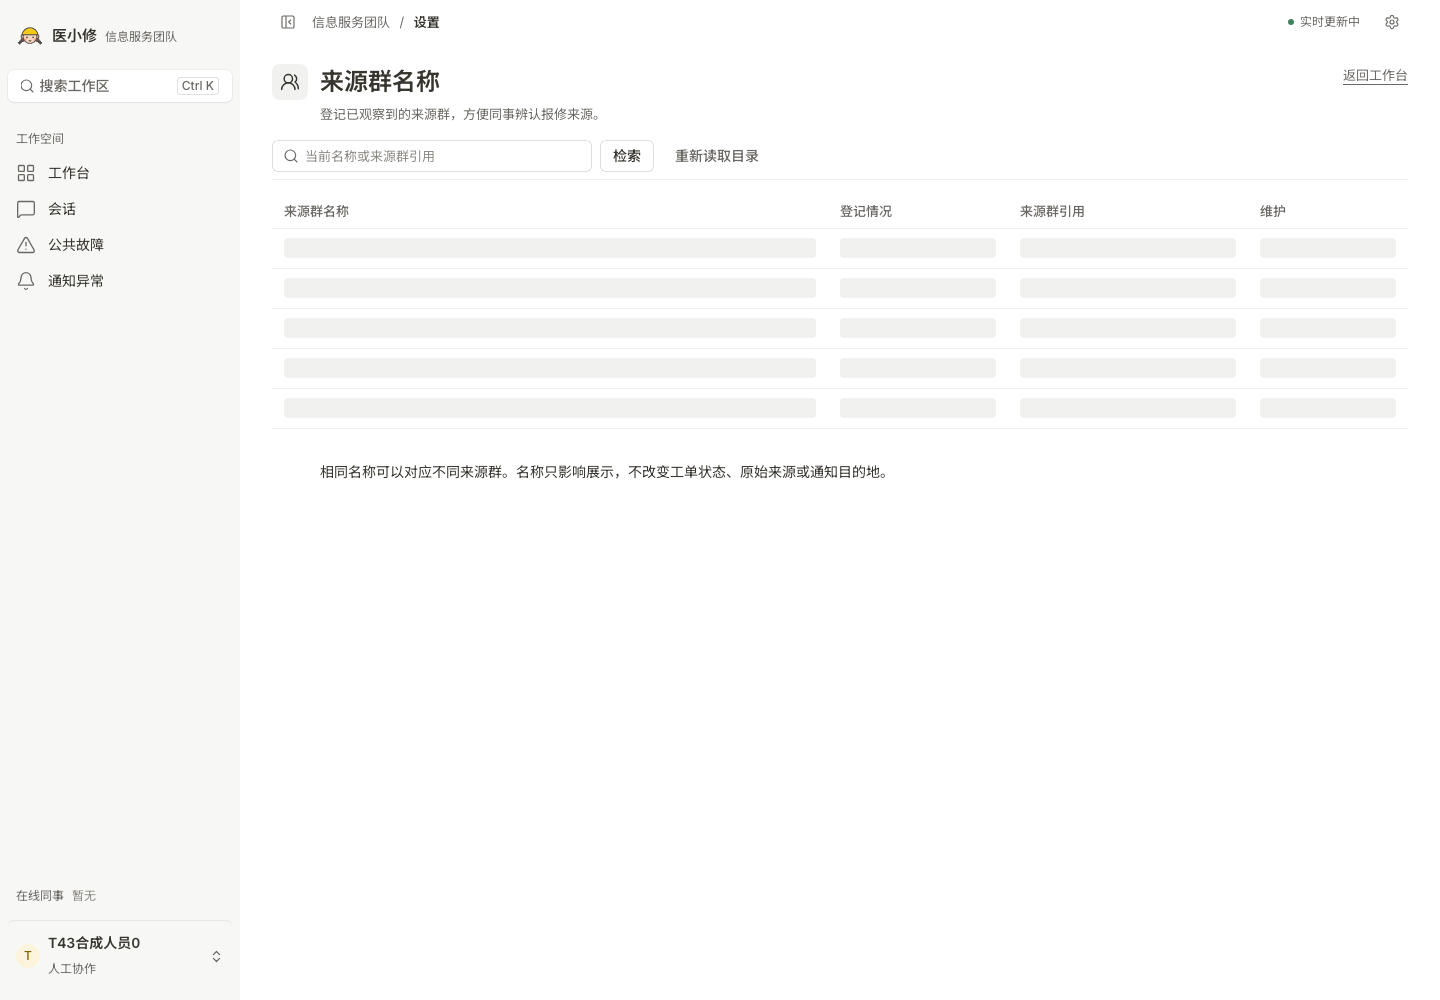 医小修 信息服务团队
搜索工作区 Ctrl K
工作空间
工作台
会话
公共故障
通知异常
在线同事 暂无
T
T43合成人员0
人工协作
信息服务团队 / 设置
实时更新中
来源群名称
返回工作台
登记已观察到的来源群，方便同事辨认报修来源。
当前名称或来源群引用 检索 重新读取目录
来源群名称 登记情况 来源群引用 维护
相同名称可以对应不同来源群。名称只影响展示，不改变工单状态、原始来源或通知目的地。